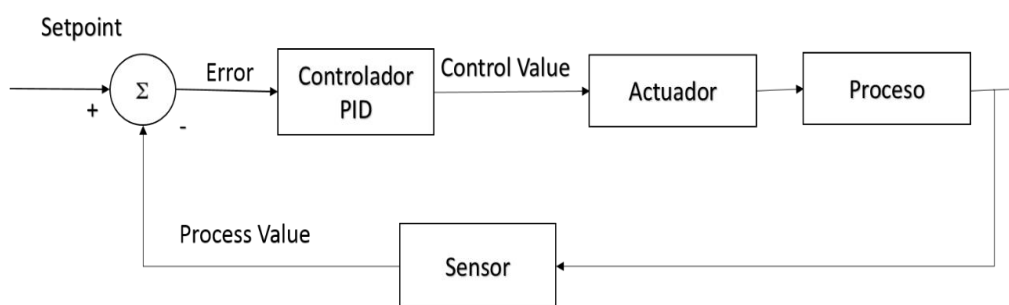 Setpoint
+
Σ
-
Error
Controlador
PID
Control Value
Actuador
Proceso
Process Value
Sensor